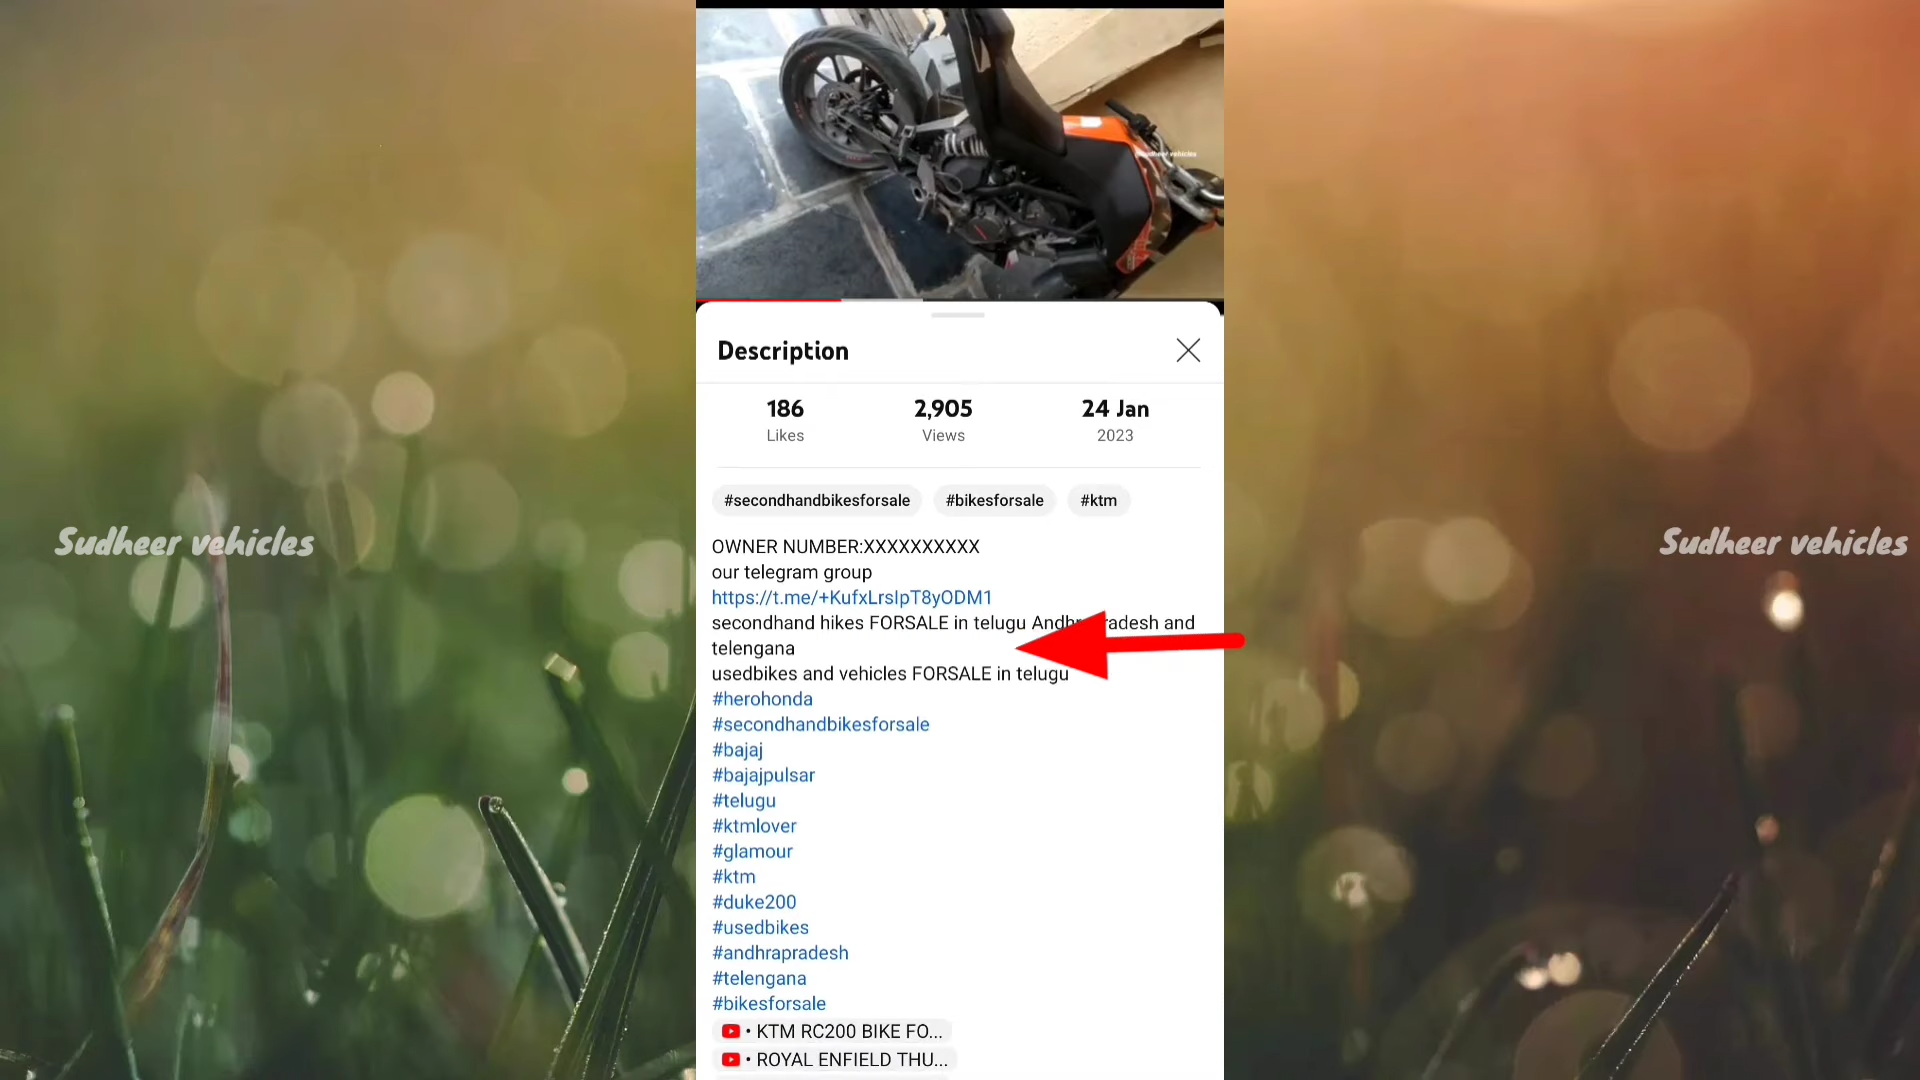 @sudheer vehicles
Description
186
Likes
2,905
Views
24 Jan
2023
#secondhandbikesforsale
#bikesforsale
#ktm
OWNER NUMBER:XXXXXXXXXX
our telegram group
https://t.me/+KufxLrsIpT8yODM1
secondhand hikes FORSALE in telugu and
telengana
usedbikes and vehicles FORSALE in telugu
#herohonda
#secondhandbikesforsale
#bajaj
#bajajpulsar
#telugu
#ktmlover
#glamour
#ktm
#duke200
#usedbikes
#andhrapradesh
#telengana
#bikesforsale
• KTM RC200 BIKE FO...
• ROYAL ENFIELD THU...
Sudheer vehicles
Sudheer vehicles